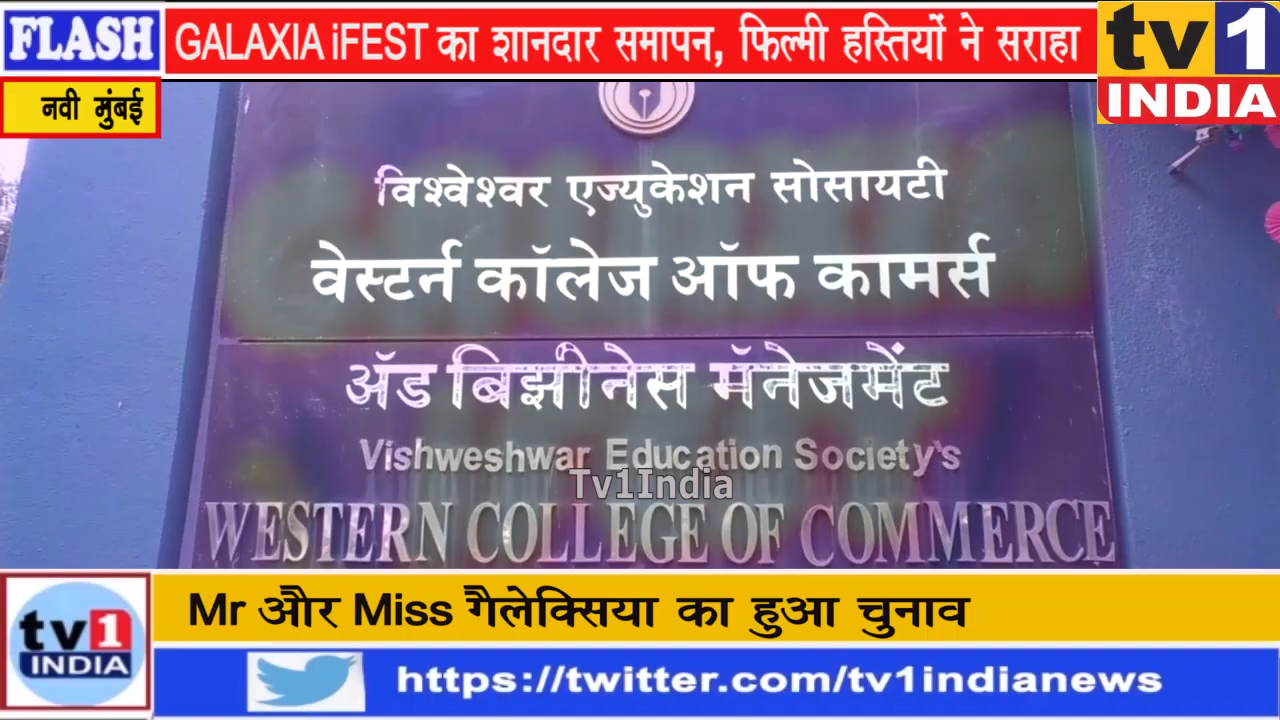 FLASH
GALAXIA iFEST का शानदार समापन, फिल्मी हस्तियों ने सराहा
tv1
INDIA
नवी मुंबई
विश्वेश्वर एज्युकेशन सोसायटी
वेस्टर्न कॉलेज ऑफ कामर्स
ॲड बिझीनेस मॅनेजमेंट
Vishweshwar Education Society's
Tv1India
WESTERN COLLEGE OF COMMERCE
tv1
INDIA
Mr और Miss गैलेक्सिया का हुआ चुनाव
https://twitter.com/tv1indianews